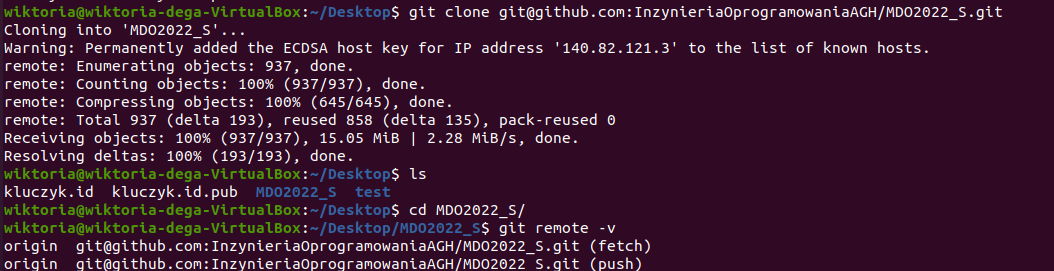 wiktoria@wiktoria-dega-VirtualBox:~/Desktop$ git clone git@github.com:InzynieriaOprogramowaniaAGH/MDO2022_S.git
Cloning into 'MDO2022_S'...
Warning: Permanently added the ECDSA host key for IP address '140.82.121.3' to the list of known hosts.
remote: Enumerating objects: 937, done.
remote: Counting objects: 100% (937/937), done.
remote: Compressing objects: 100% (645/645), done.
remote: Total 937 (delta 193), reused 858 (delta 135), pack-reused 0
Receiving objects: 100% (937/937), 15.05 MiB | 2.28 MiB/s, done.
Resolving deltas: 100% (193/193), done.
wiktoria@wiktoria-dega-VirtualBox:~/Desktop$ ls
kluczyk.id  kluczyk.id.pub  MDO2022_S  test
wiktoria@wiktoria-dega-VirtualBox:~/Desktop$ cd MDO2022_S/
wiktoria@wiktoria-dega-VirtualBox:~/Desktop/MDO2022_S$ git remote -v
origin  git@github.com:InzynieriaOprogramowaniaAGH/MDO2022_S.git (fetch)
origin  git@github.com:InzynieriaOprogramowaniaAGH/MDO2022_S.git (push)